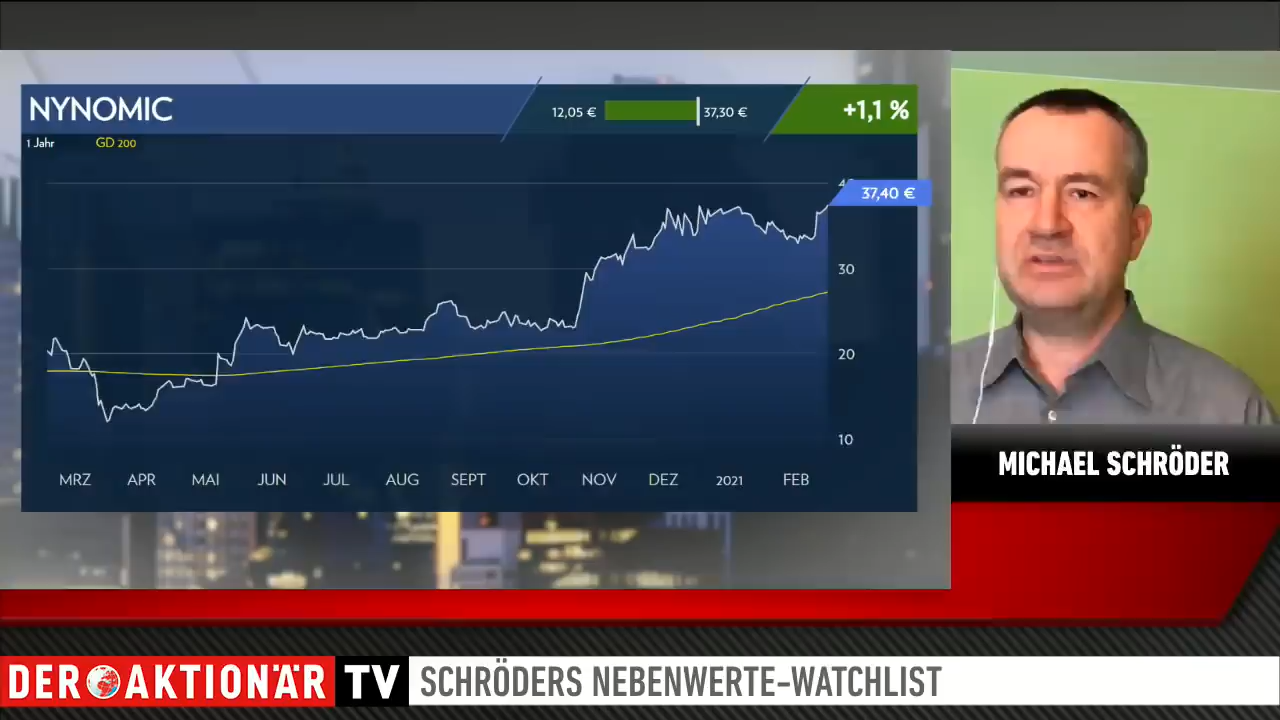 NYNOMIC
12,05 €
37,30 €
+1,1 %
1 Jahr
GD 200
40
37,40 €
30
20
10
MRZ APR MAI JUN JUL AUG SEPT OKT NOV DEZ 2021 FEB
MICHAEL SCHRÖDER
DER AKTIONÄR TV
SCHRÖDERS NEBENWERTE-WATCHLIST